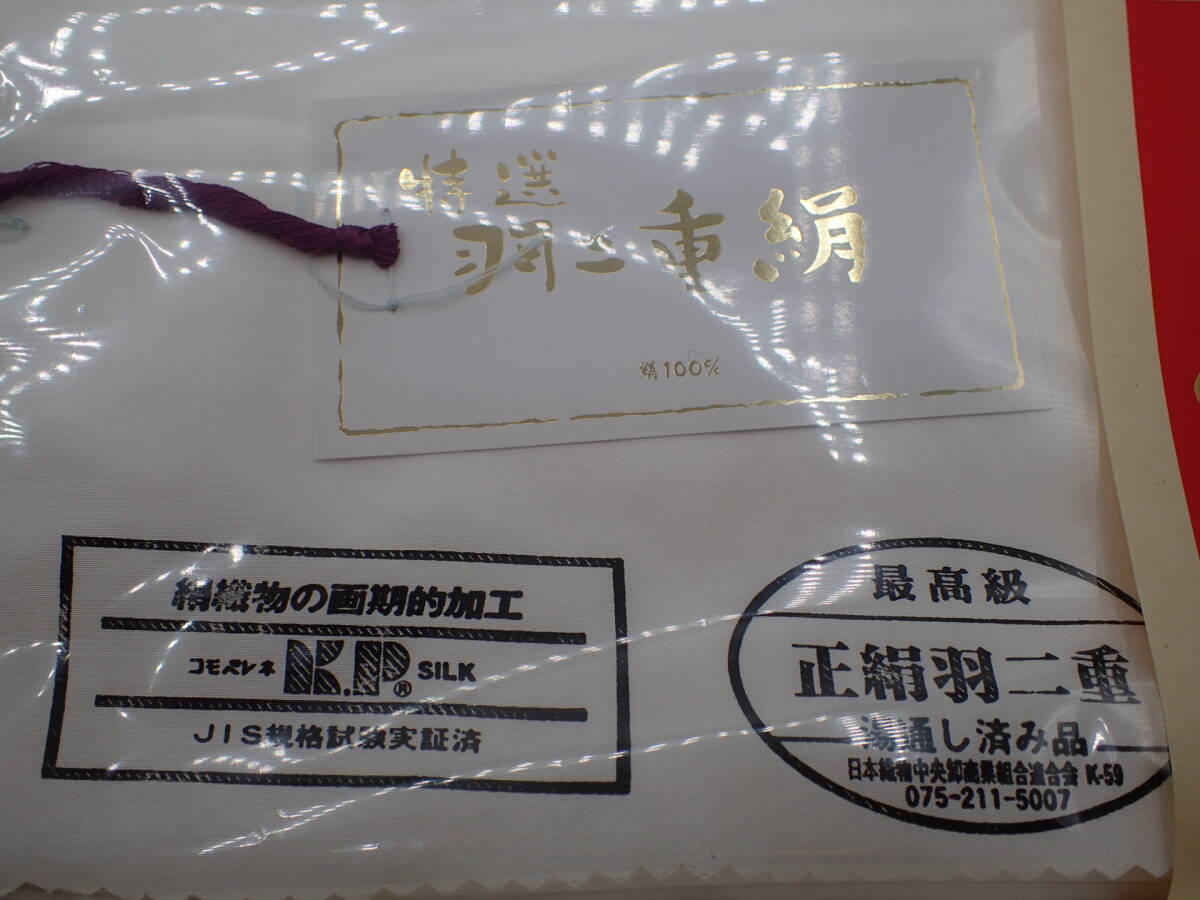 特選
羽二重絹
絹100%
絹織物の画期的加工
コモペレネ K.P.® SILK
JIS規格試験実証済
最高級
正絹羽二重
湯通し済み品
日本織物中央卸商業組合連合会 K-59
075-211-5007